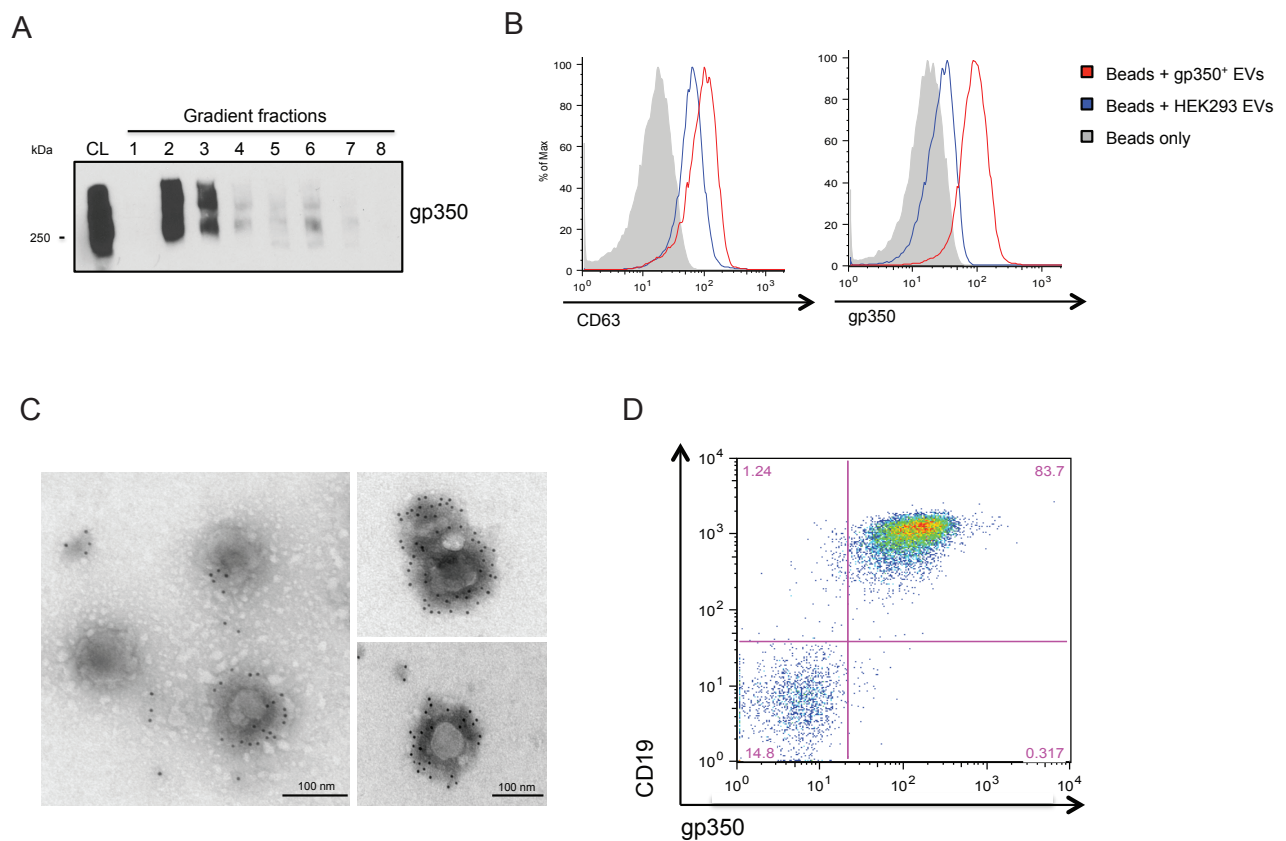 A
Gradient fractions
kDa CL 1 2 3 4 5 6 7 8
250 -
gp350
B
% of Max
100
80
60
40
20
0
10⁰ 10¹ 10² 10³
CD63
100
80
60
40
20
0
10⁰ 10¹ 10² 10³
gp350
Beads + gp350⁺ EVs
Beads + HEK293 EVs
Beads only
C
100 nm
100 nm
D
CD19
10⁴
10³
10²
10¹
10⁰
1.24 83.7
14.8 0.317
10⁰ 10¹ 10² 10³ 10⁴
gp350